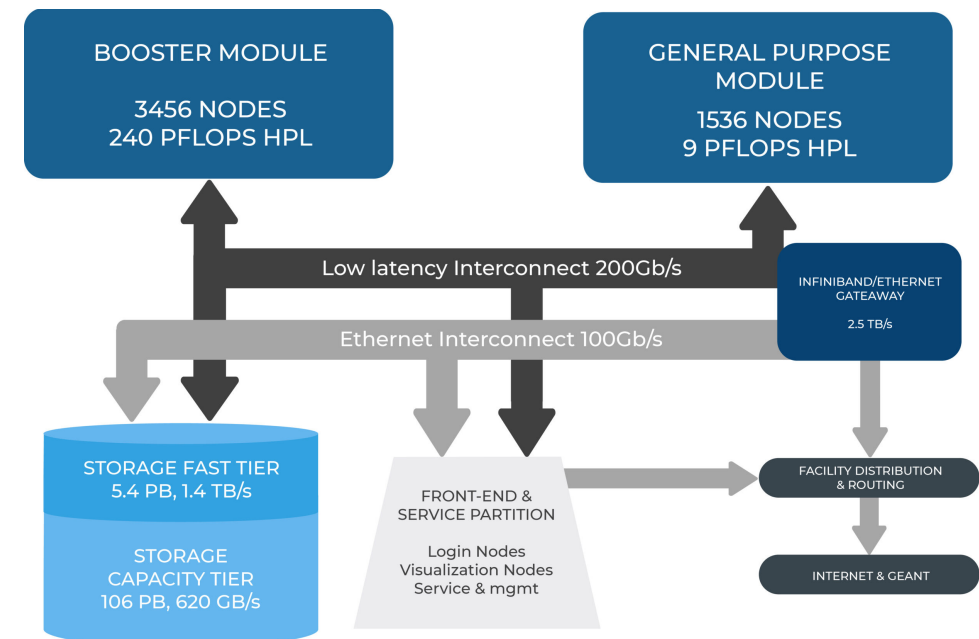 BOOSTER MODULE
3456 NODES
240 PFLOPS HPL
GENERAL PURPOSE
MODULE
1536 NODES
9 PFLOPS HPL
Low latency Interconnect 200Gb/s
INFINIBAND/ETHERNET
GATEAWAY
2.5 TB/s
Ethernet Interconnect 100Gb/s
STORAGE FAST TIER
5.4 PB, 1.4 TB/s
STORAGE
CAPACITY TIER
106 PB, 620 GB/s
FRONT-END &
SERVICE PARTITION
Login Nodes
Visualization Nodes
Service & mgmt
FACILITY DISTRIBUTION
& ROUTING
INTERNET & GEANT